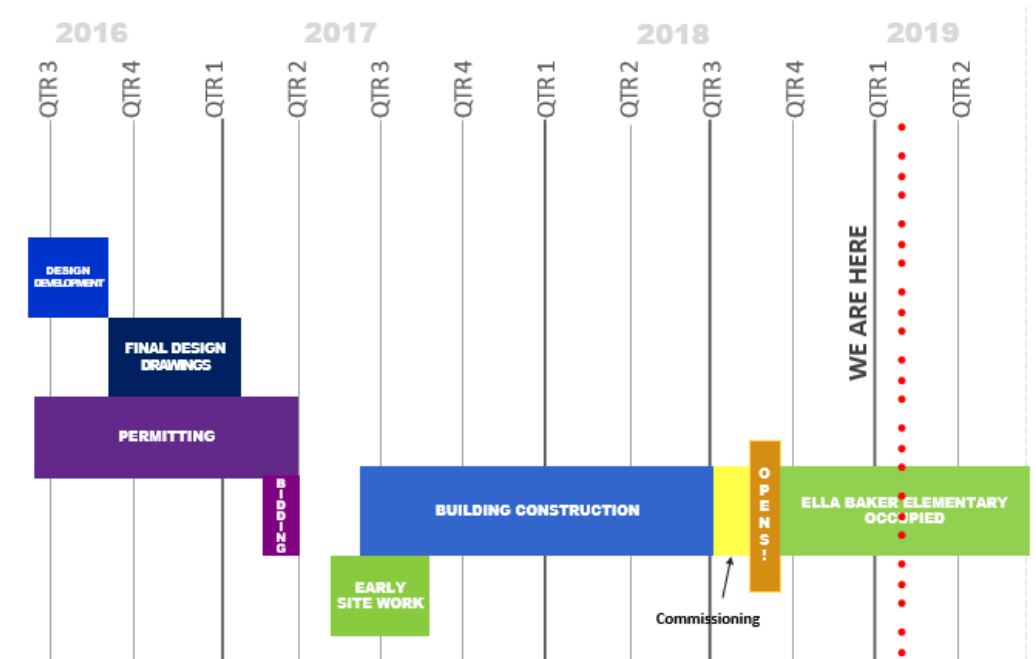 2016 2017 2018 2019
QTR 3 QTR 4 QTR 1 QTR 2 QTR 3 QTR 4 QTR 1 QTR 2 QTR 3 QTR 4 QTR 1 QTR 2
WE ARE HERE
DESIGN
DEVELOPMENT
FINAL DESIGN
DRAWINGS
PERMITTING
BIDDING
BUILDING CONSTRUCTION
OPENS!
ELLA BAKER ELEMENTARY
OCCUPIED
EARLY
SITE WORK
Commissioning